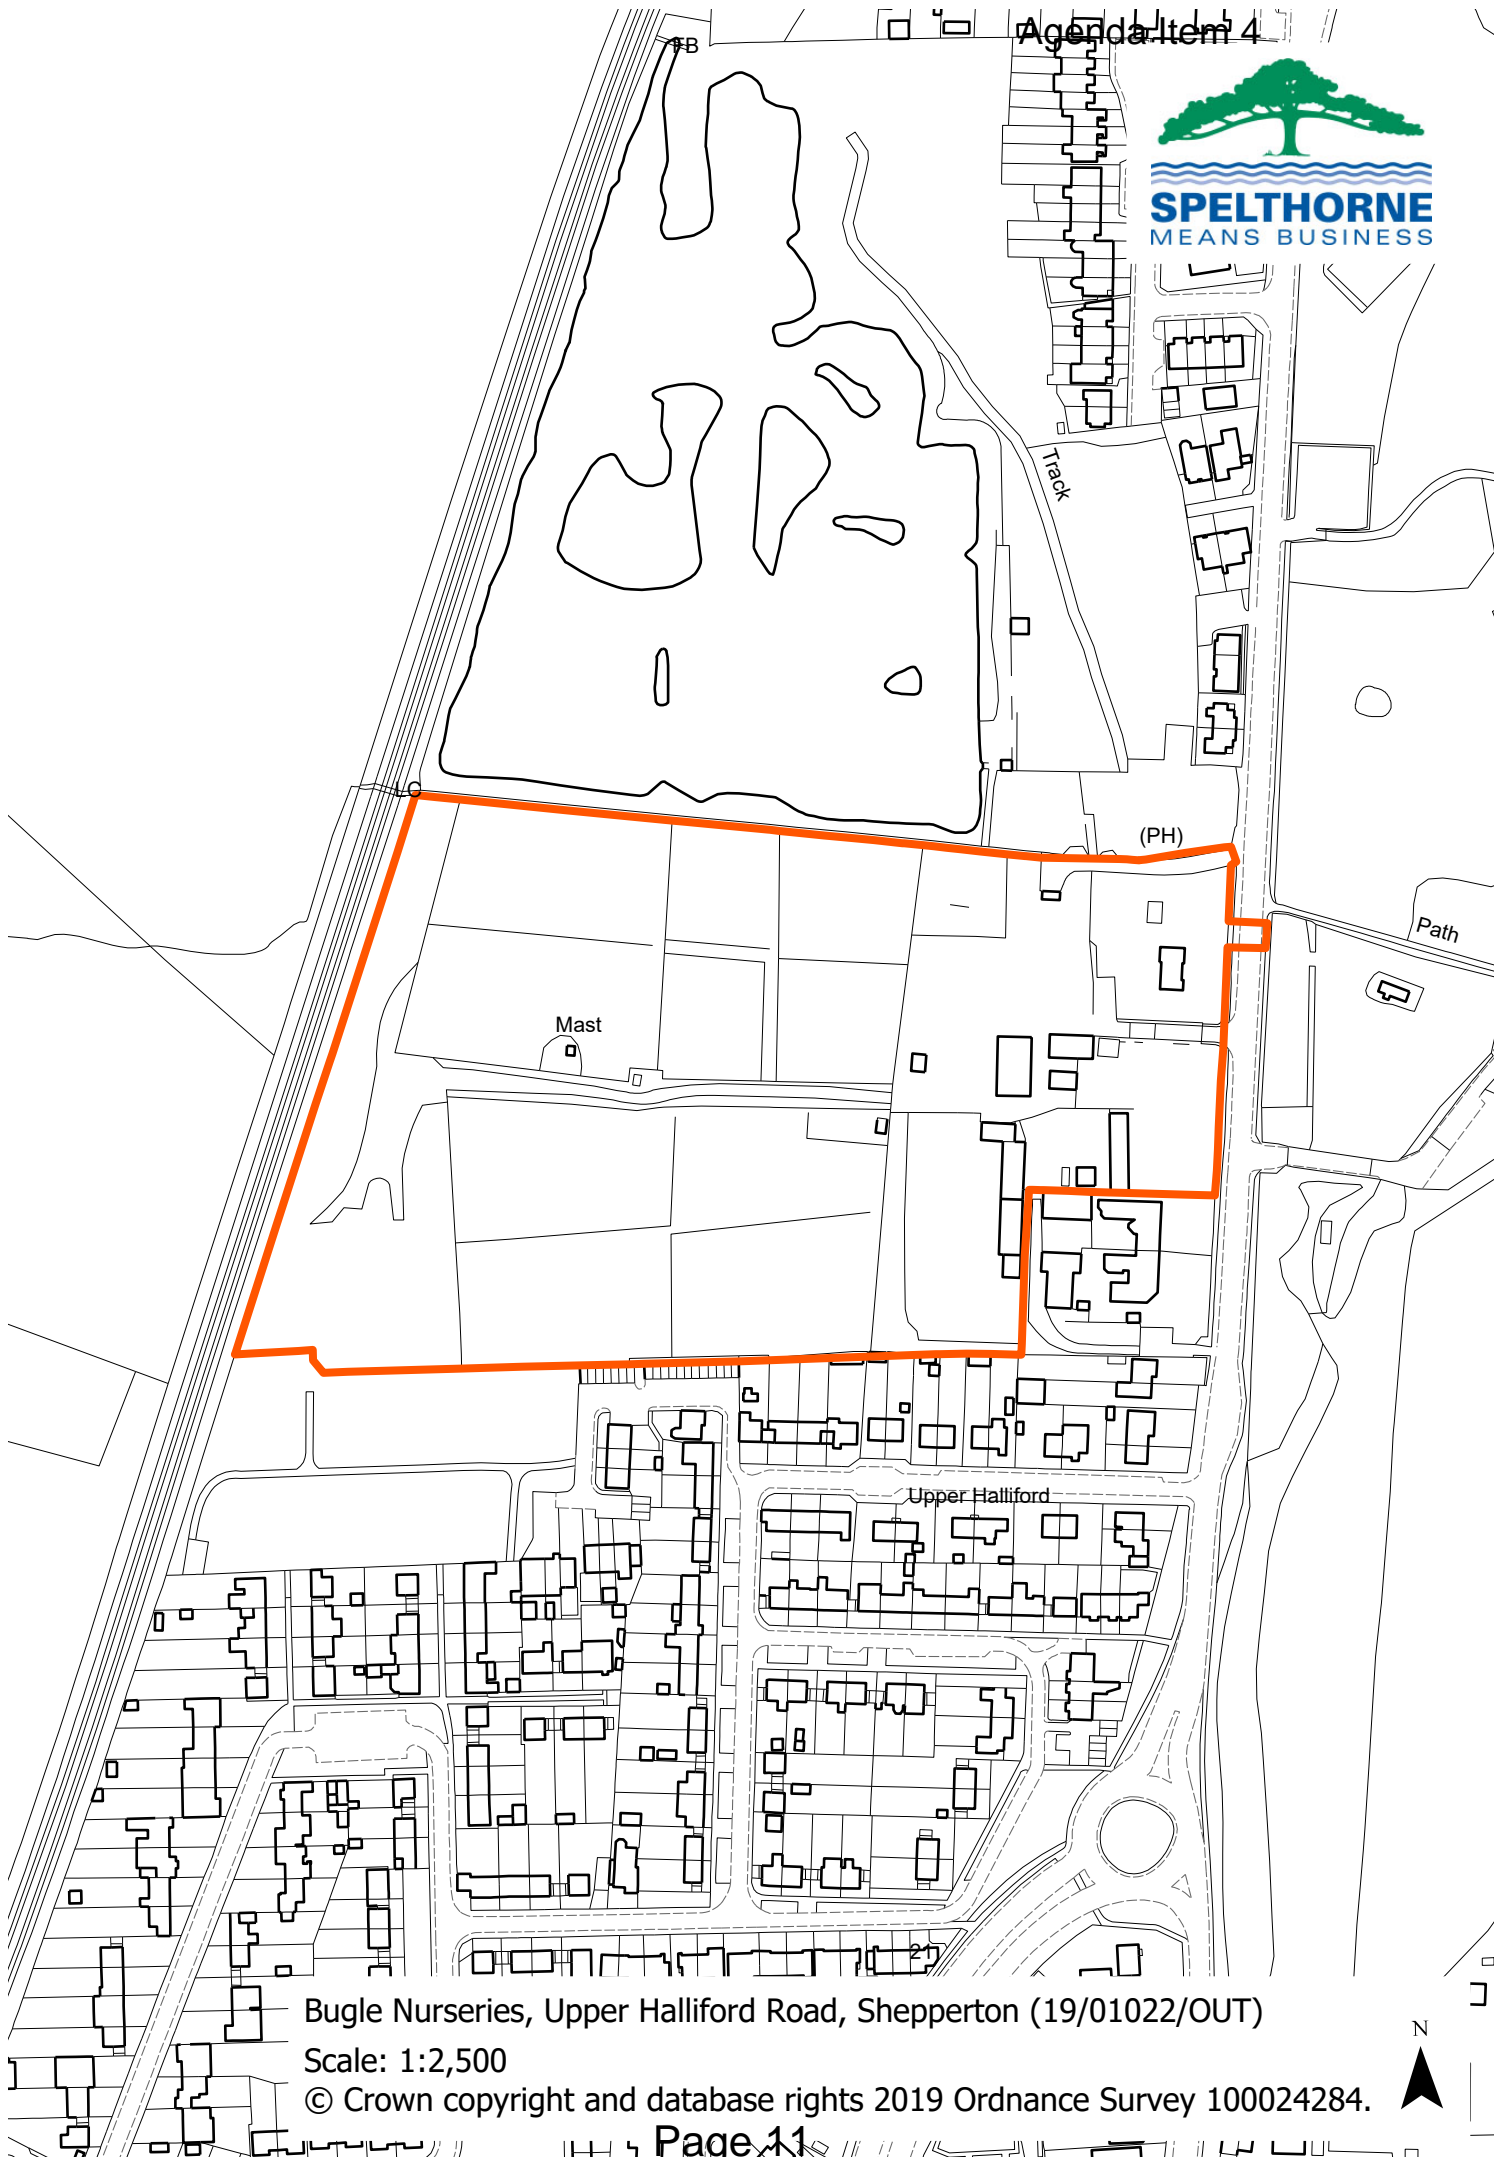 Agenda Item 4
TB
SPELTHORNE
MEANS BUSINESS
Track
LC
(PH)
Path
Mast
Upper Halliford
21
Bugle Nurseries, Upper Halliford Road, Shepperton (19/01022/OUT)
N
Scale: 1:2,500
© Crown copyright and database rights 2019 Ordnance Survey 100024284.
Page 11